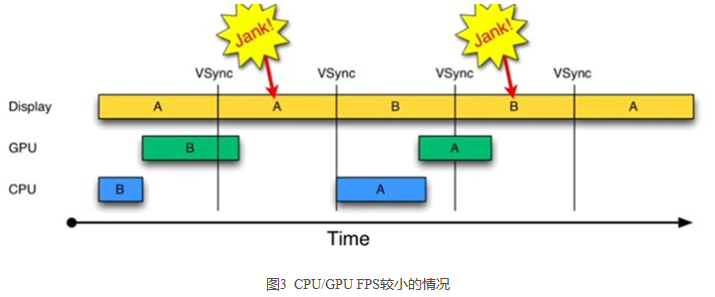 Jank!
Jank!
VSync VSync VSync VSync
Display A A B B A
GPU B A
CPU B A
Time
图3 CPU/GPU FPS较小的情况